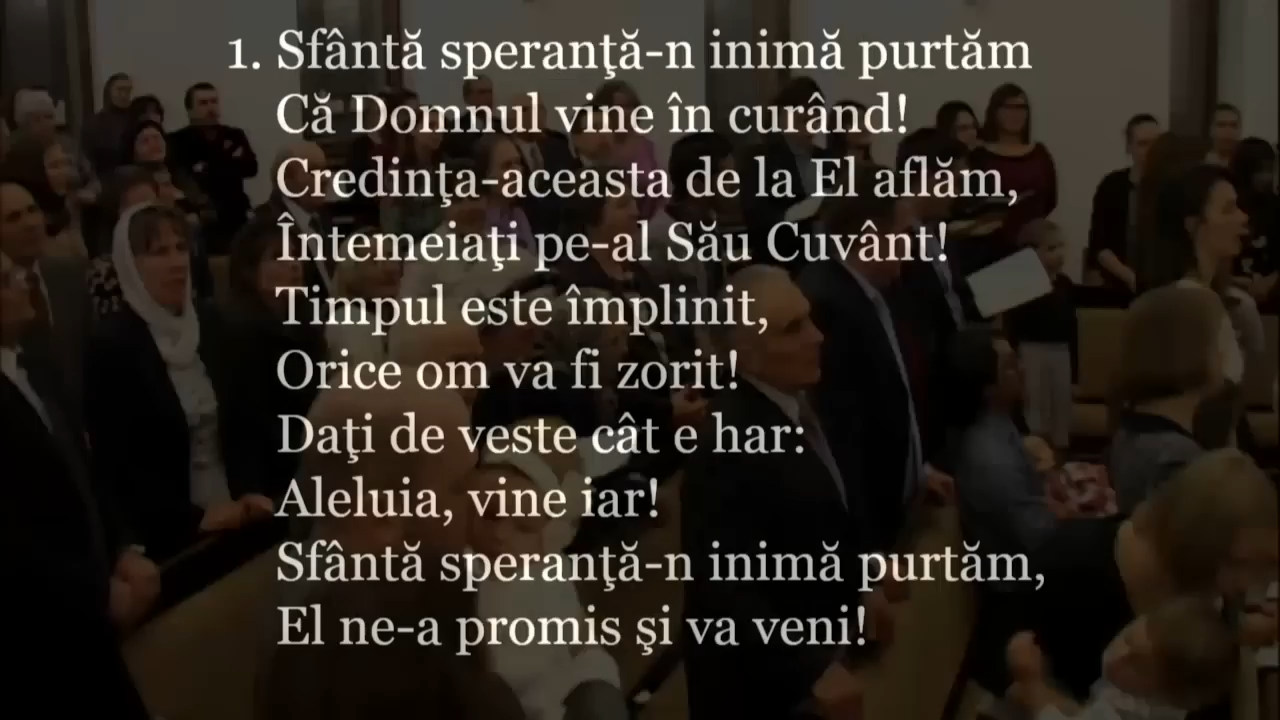 1. Sfântă speranţă-n inimă purtăm
Că Domnul vine în curând!
Credinţa-aceasta de la El aflăm,
Întemeiaţi pe-al Său Cuvânt!
Timpul este împlinit,
Orice om va fi zorit!
Daţi de veste cât e har:
Aleluia, vine iar!
Sfântă speranţă-n inimă purtăm,
El ne-a promis şi va veni!